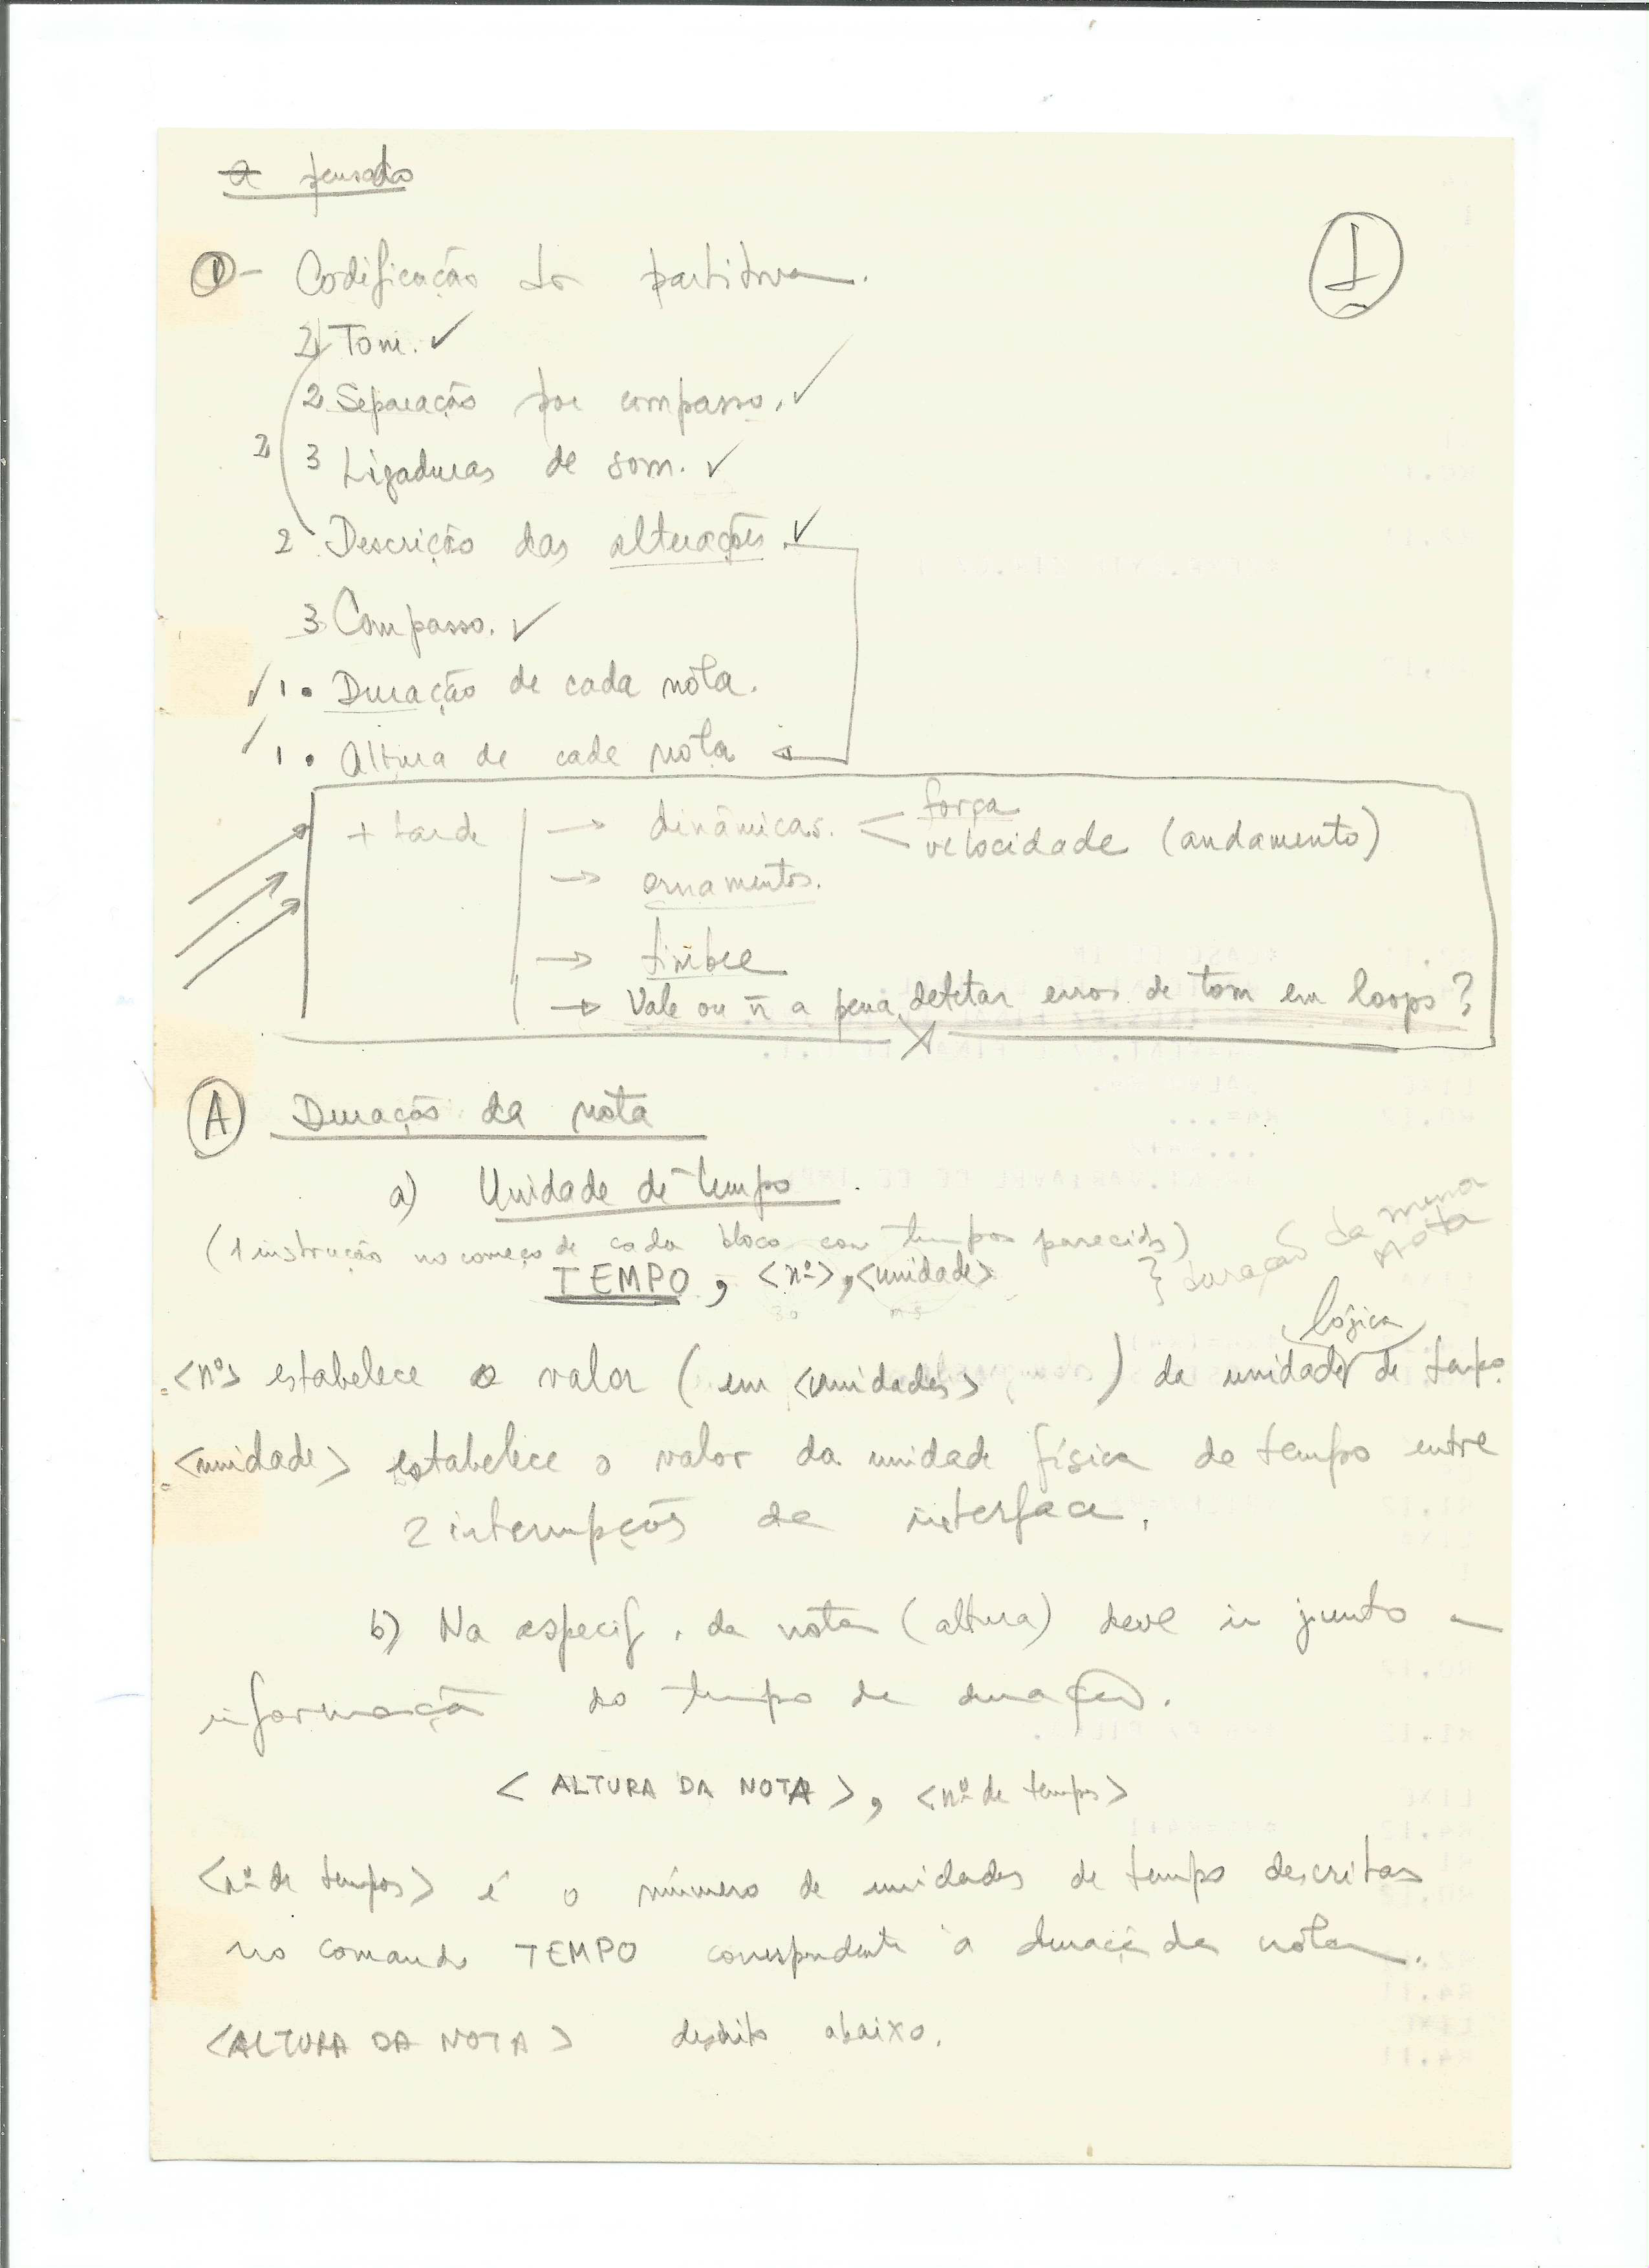 a pensado
1 - Codificação da partitura.
I
2) Tom. ✓
2 Separação por compasso. ✓
2 3 Ligaduras de som. ✓
2 Descrição das alterações. ✓
3 Compasso. ✓
✓ 1 • Duração de cada nota.
✓ 1 • Altura de cada nota
+ tarde → dinâmicas. < força
velocidade (andamento)
→ ornamentos.
→ timbre
→ Vale ou ñ a pena detetar erros de tom em loops?
A Duração da nota
a) Unidade de tempo
(1 instrução no começo de cada bloco com tempos parecidos)
TEMPO, <nº>, <unidade> } duração da nota
30 ms
lógica
<nº> estabelece o valor (em <unidades> ) da unidade de tempo.
<unidade> estabelece o valor da unidade física de tempo entre
2 interrupções da interface.
b) Na especif. da nota (altura) deve ir junto a
informação do tempo de duração.
< ALTURA DA NOTA >, <nº de tempos>
<nº de tempos> é o número de unidades de tempo descritas
no comando TEMPO correspondente à duração da nota.
<ALTURA DA NOTA> descrito abaixo.